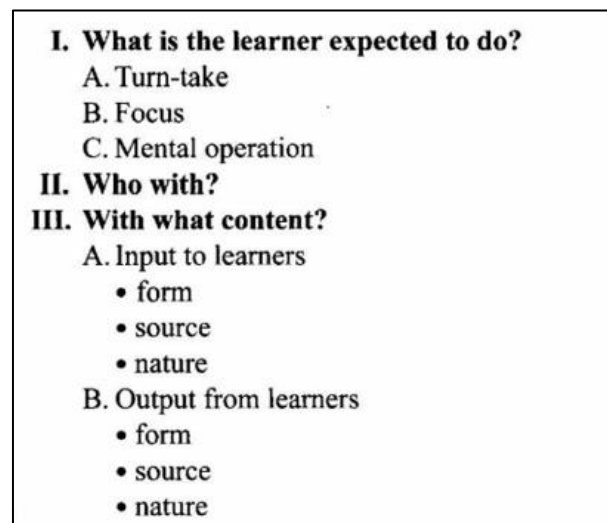 I. What is the learner expected to do?
A. Turn-take
B. Focus
C. Mental operation
II. Who with?
III. With what content?
A. Input to learners
• form
• source
• nature
B. Output from learners
• form
• source
• nature